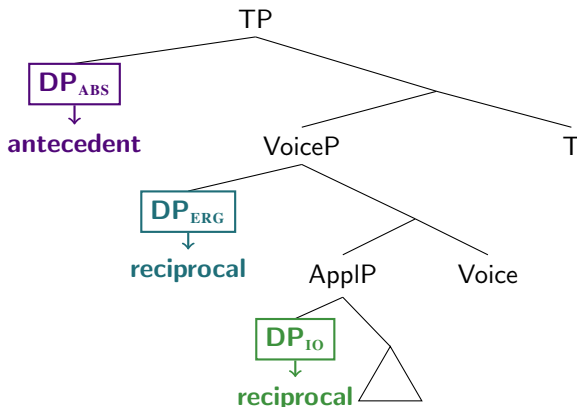 TP
DP_ABS
antecedent
VoiceP T
DP_ERG
reciprocal
ApplP Voice
DP_IO
reciprocal